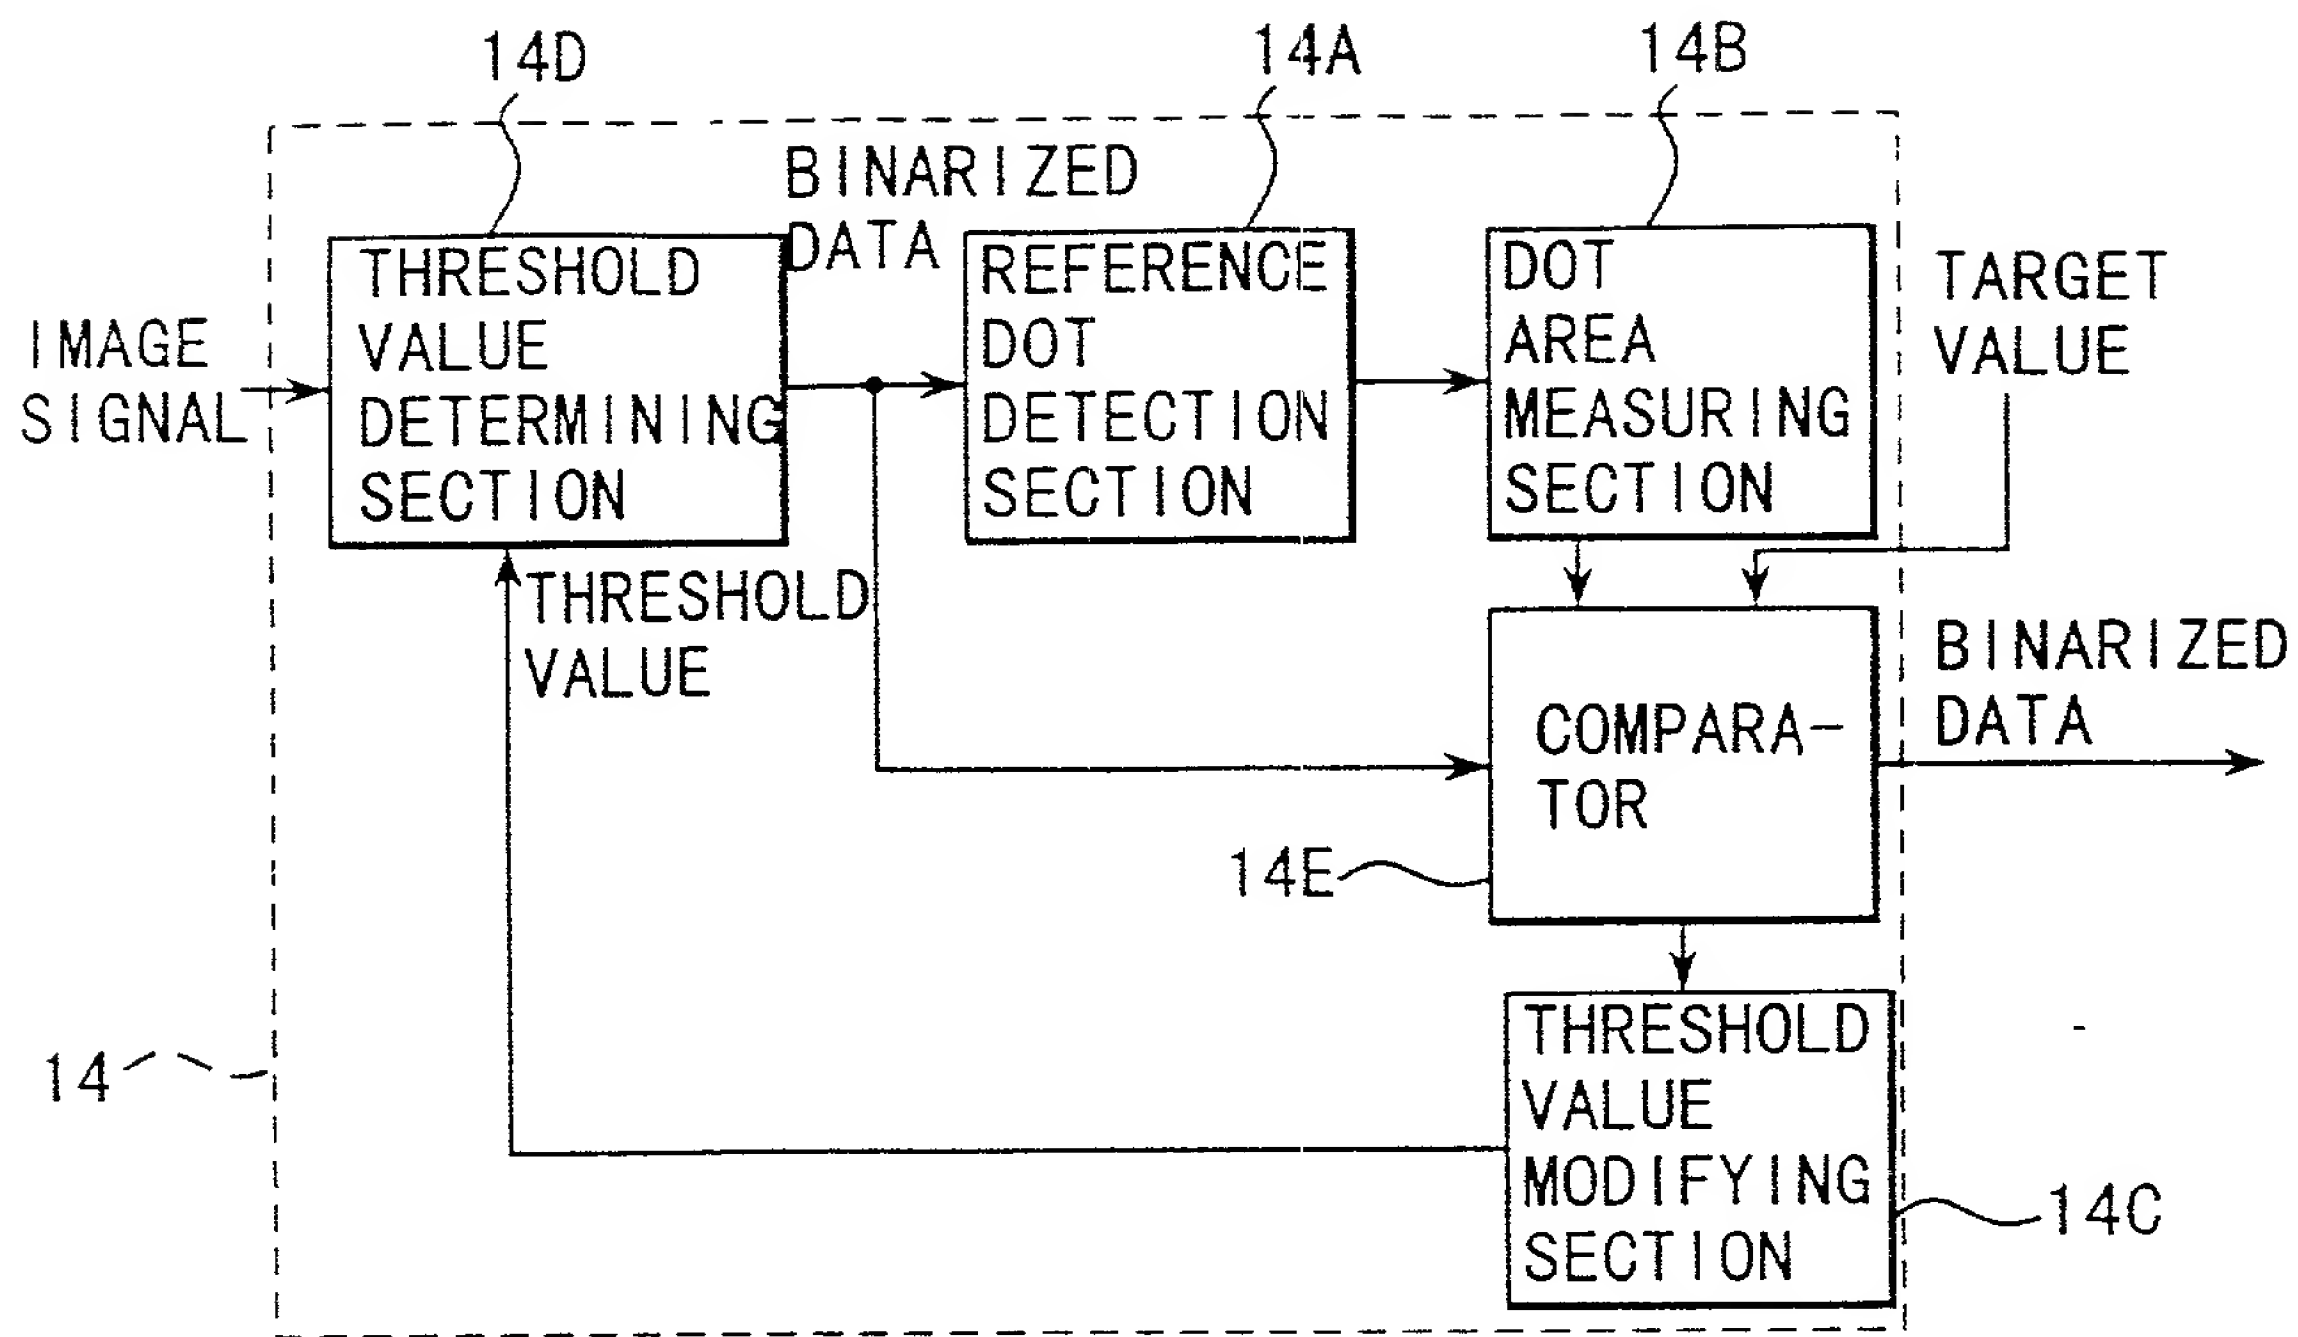 14D
14A
14B
BINARIZED
DATA
IMAGE
SIGNAL
THRESHOLD
VALUE
DETERMINING
SECTION
REFERENCE
DOT
DETECTION
SECTION
DOT
AREA
MEASURING
SECTION
TARGET
VALUE
THRESHOLD
VALUE
COMPARA-
TOR
BINARIZED
DATA
14E
14
THRESHOLD
VALUE
MODIFYING
SECTION
14C